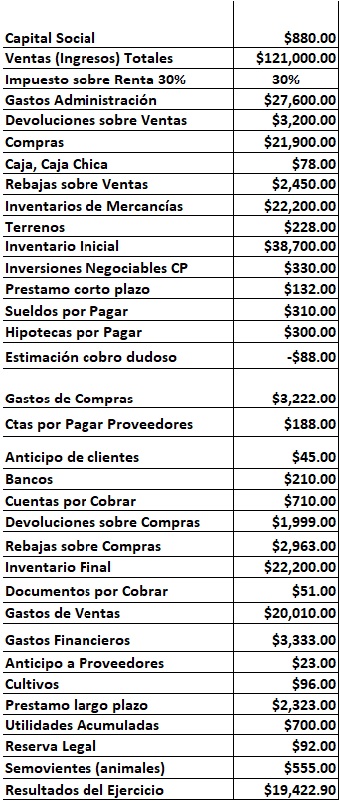 Capital Social $880.00
Ventas (Ingresos) Totales $121,000.00
Impuesto sobre Renta 30% 30%
Gastos Administración $27,600.00
Devoluciones sobre Ventas $3,200.00
Compras $21,900.00
Caja, Caja Chica $78.00
Rebajas sobre Ventas $2,450.00
Inventarios de Mercancías $22,200.00
Terrenos $228.00
Inventario Inicial $38,700.00
Inversiones Negociables CP $330.00
Prestamo corto plazo $132.00
Sueldos por Pagar $310.00
Hipotecas por Pagar $300.00
Estimación cobro dudoso -$88.00
Gastos de Compras $3,222.00
Ctas por Pagar Proveedores $188.00
Anticipo de clientes $45.00
Bancos $210.00
Cuentas por Cobrar $710.00
Devoluciones sobre Compras $1,999.00
Rebajas sobre Compras $2,963.00
Inventario Final $22,200.00
Documentos por Cobrar $51.00
Gastos de Ventas $20,010.00
Gastos Financieros $3,333.00
Anticipo a Proveedores $23.00
Cultivos $96.00
Prestamo largo plazo $2,323.00
Utilidades Acumuladas $700.00
Reserva Legal $92.00
Semovientes (animales) $555.00
Resultados del Ejercicio $19,422.90